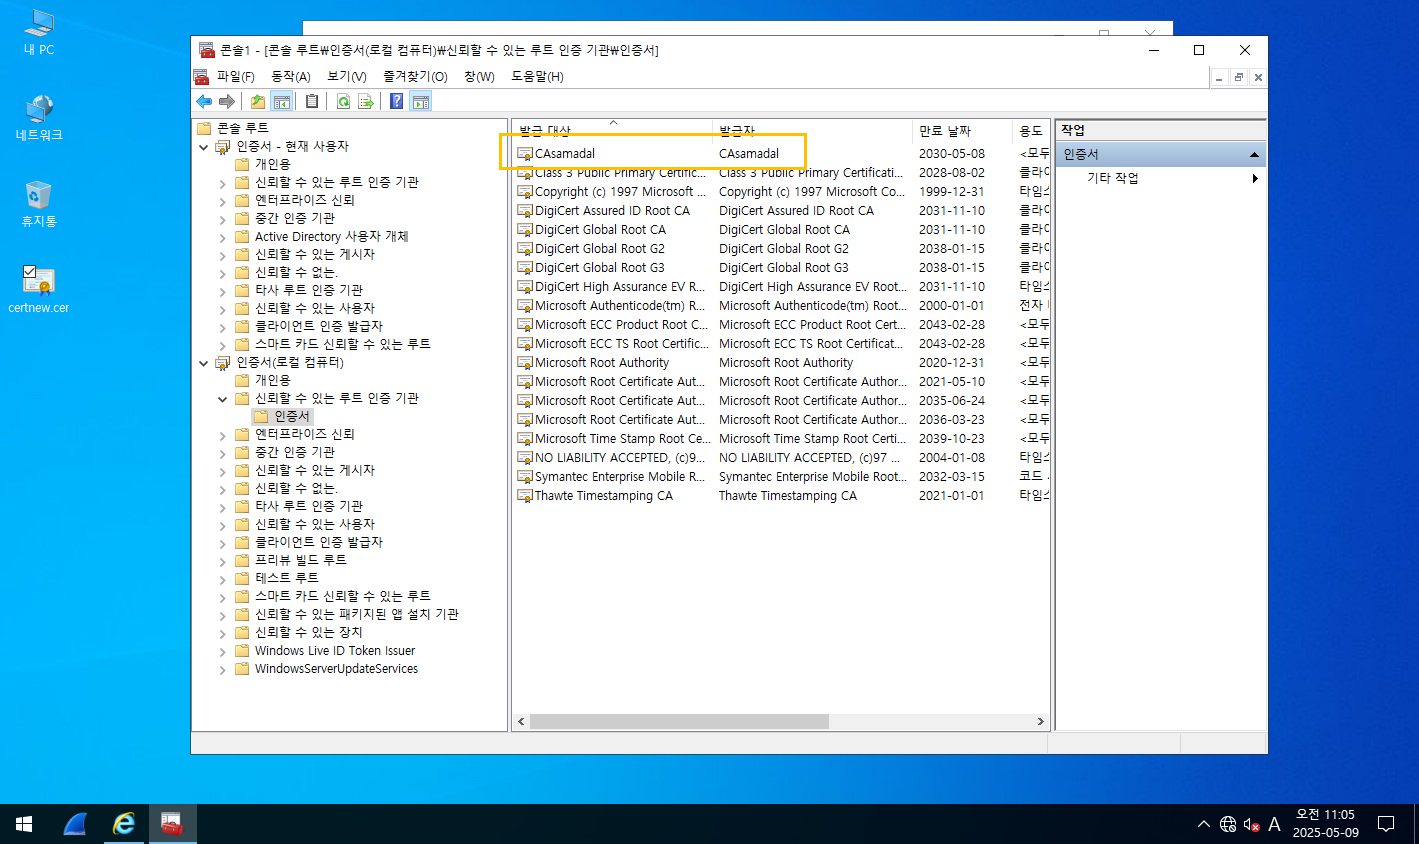 내 PC
네트워크
휴지통
certnew.cer
콘솔1 - [콘솔 루트₩인증서(로컬 컴퓨터)₩신뢰할 수 있는 루트 인증 기관₩인증서]
파일(F) 동작(A) 보기(V) 즐겨찾기(O) 창(W) 도움말(H)
콘솔 루트
인증서 - 현재 사용자
개인용
신뢰할 수 있는 루트 인증 기관
엔터프라이즈 신뢰
중간 인증 기관
Active Directory 사용자 개체
신뢰할 수 있는 게시자
신뢰할 수 없는.
타사 루트 인증 기관
신뢰할 수 있는 사용자
클라이언트 인증 발급자
스마트 카드 신뢰할 수 있는 루트
인증서(로컬 컴퓨터)
개인용
신뢰할 수 있는 루트 인증 기관
인증서
엔터프라이즈 신뢰
중간 인증 기관
신뢰할 수 있는 게시자
신뢰할 수 없는.
타사 루트 인증 기관
신뢰할 수 있는 사용자
클라이언트 인증 발급자
프리뷰 빌드 루트
테스트 루트
스마트 카드 신뢰할 수 있는 루트
신뢰할 수 있는 패키지된 앱 설치 기관
신뢰할 수 있는 장치
Windows Live ID Token Issuer
WindowsServerUpdateServices
발급 대상 발급자 만료 날짜 용도
CAsamadal CAsamadal 2030-05-08 <모두
Class 3 Public Primary Certific... Class 3 Public Primary Certificati... 2028-08-02 클라이
Copyright (c) 1997 Microsoft ... Copyright (c) 1997 Microsoft Co... 1999-12-31 타임스
DigiCert Assured ID Root CA DigiCert Assured ID Root CA 2031-11-10 클라이
DigiCert Global Root CA DigiCert Global Root CA 2031-11-10 클라이
DigiCert Global Root G2 DigiCert Global Root G2 2038-01-15 클라이
DigiCert Global Root G3 DigiCert Global Root G3 2038-01-15 클라이
DigiCert High Assurance EV R... DigiCert High Assurance EV Root... 2031-11-10 타임스
Microsoft Authenticode(tm) R... Microsoft Authenticode(tm) Root... 2000-01-01 전자
Microsoft ECC Product Root C... Microsoft ECC Product Root Cert... 2043-02-28 <모두
Microsoft ECC TS Root Certific... Microsoft ECC TS Root Certificat... 2043-02-28 <모두
Microsoft Root Authority Microsoft Root Authority 2020-12-31 <모두
Microsoft Root Certificate Aut... Microsoft Root Certificate Author... 2021-05-10 <모두
Microsoft Root Certificate Aut... Microsoft Root Certificate Author... 2035-06-24 <모두
Microsoft Root Certificate Aut... Microsoft Root Certificate Author... 2036-03-23 <모두
Microsoft Time Stamp Root Ce... Microsoft Time Stamp Root Certi... 2039-10-23 <모두
NO LIABILITY ACCEPTED, (c)9... NO LIABILITY ACCEPTED, (c)97 ... 2004-01-08 타임스
Symantec Enterprise Mobile R... Symantec Enterprise Mobile Root... 2032-03-15 코드
Thawte Timestamping CA Thawte Timestamping CA 2021-01-01 타임스
작업
인증서
기타 작업
A
오전 11:05
2025-05-09